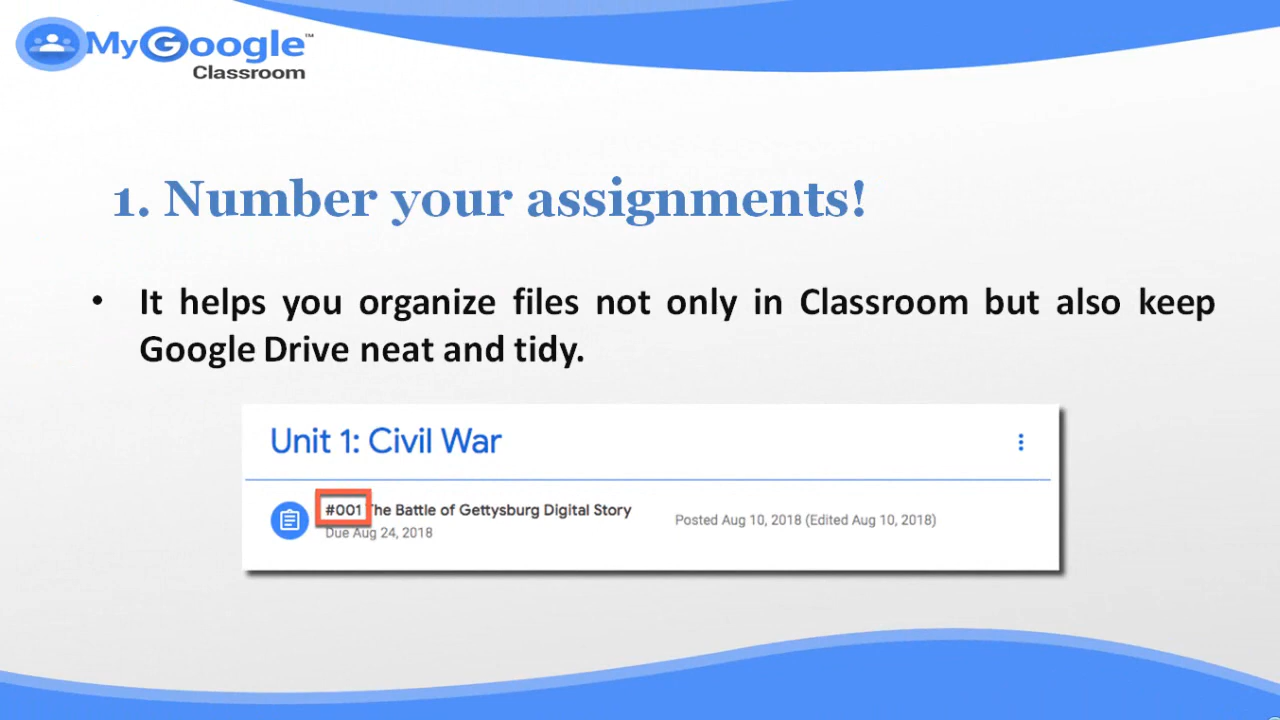 MyGoogle™
Classroom
1. Number your assignments!
• It helps you organize files not only in Classroom but also keep
Google Drive neat and tidy.
Unit 1: Civil War
#001 The Battle of Gettysburg Digital Story
Posted Aug 10, 2018 (Edited Aug 10, 2018)
Due Aug 24, 2018